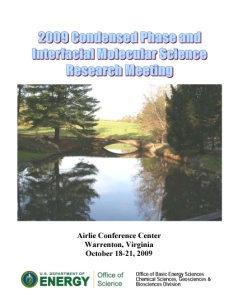 2009 Condensed Phase and
Interfacial Molecular Science
Research Meeting
Airlie Conference Center
Warrenton, Virginia
October 18-21, 2009
U.S. DEPARTMENT OF
ENERGY
Office of
Science
Office of Basic Energy Sciences
Chemical Sciences, Geosciences &
Biosciences Division